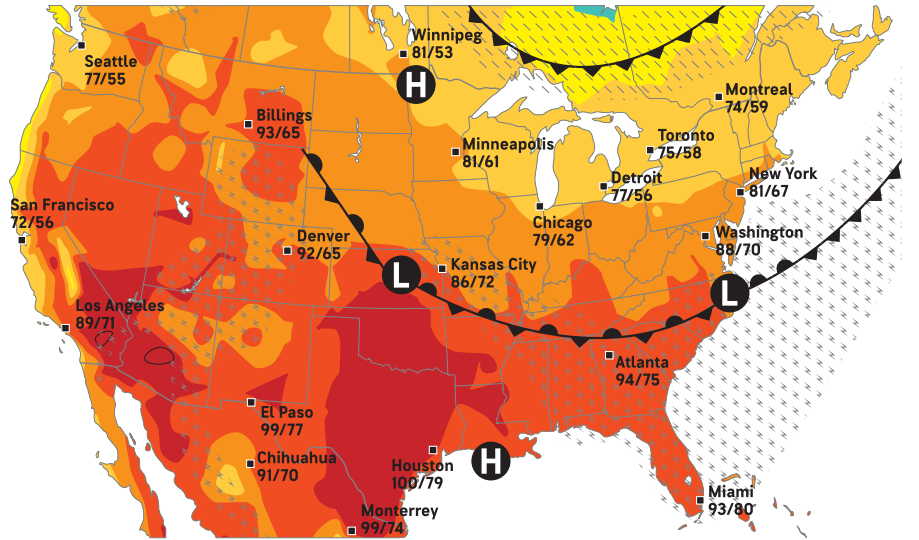 Winnipeg
81/53
Seattle
77/55
H
Montreal
74/59
Billings
93/65
Minneapolis
81/61
Toronto
75/58
Detroit
77/56
New York
81/67
San Francisco
72/56
Chicago
79/62
Denver
92/65
Washington
88/70
Kansas City
86/72
L
L
Los Angeles
89/71
Atlanta
94/75
El Paso
99/77
Chihuahua
91/70
Houston
100/79
H
Miami
93/80
Monterrey
99/74